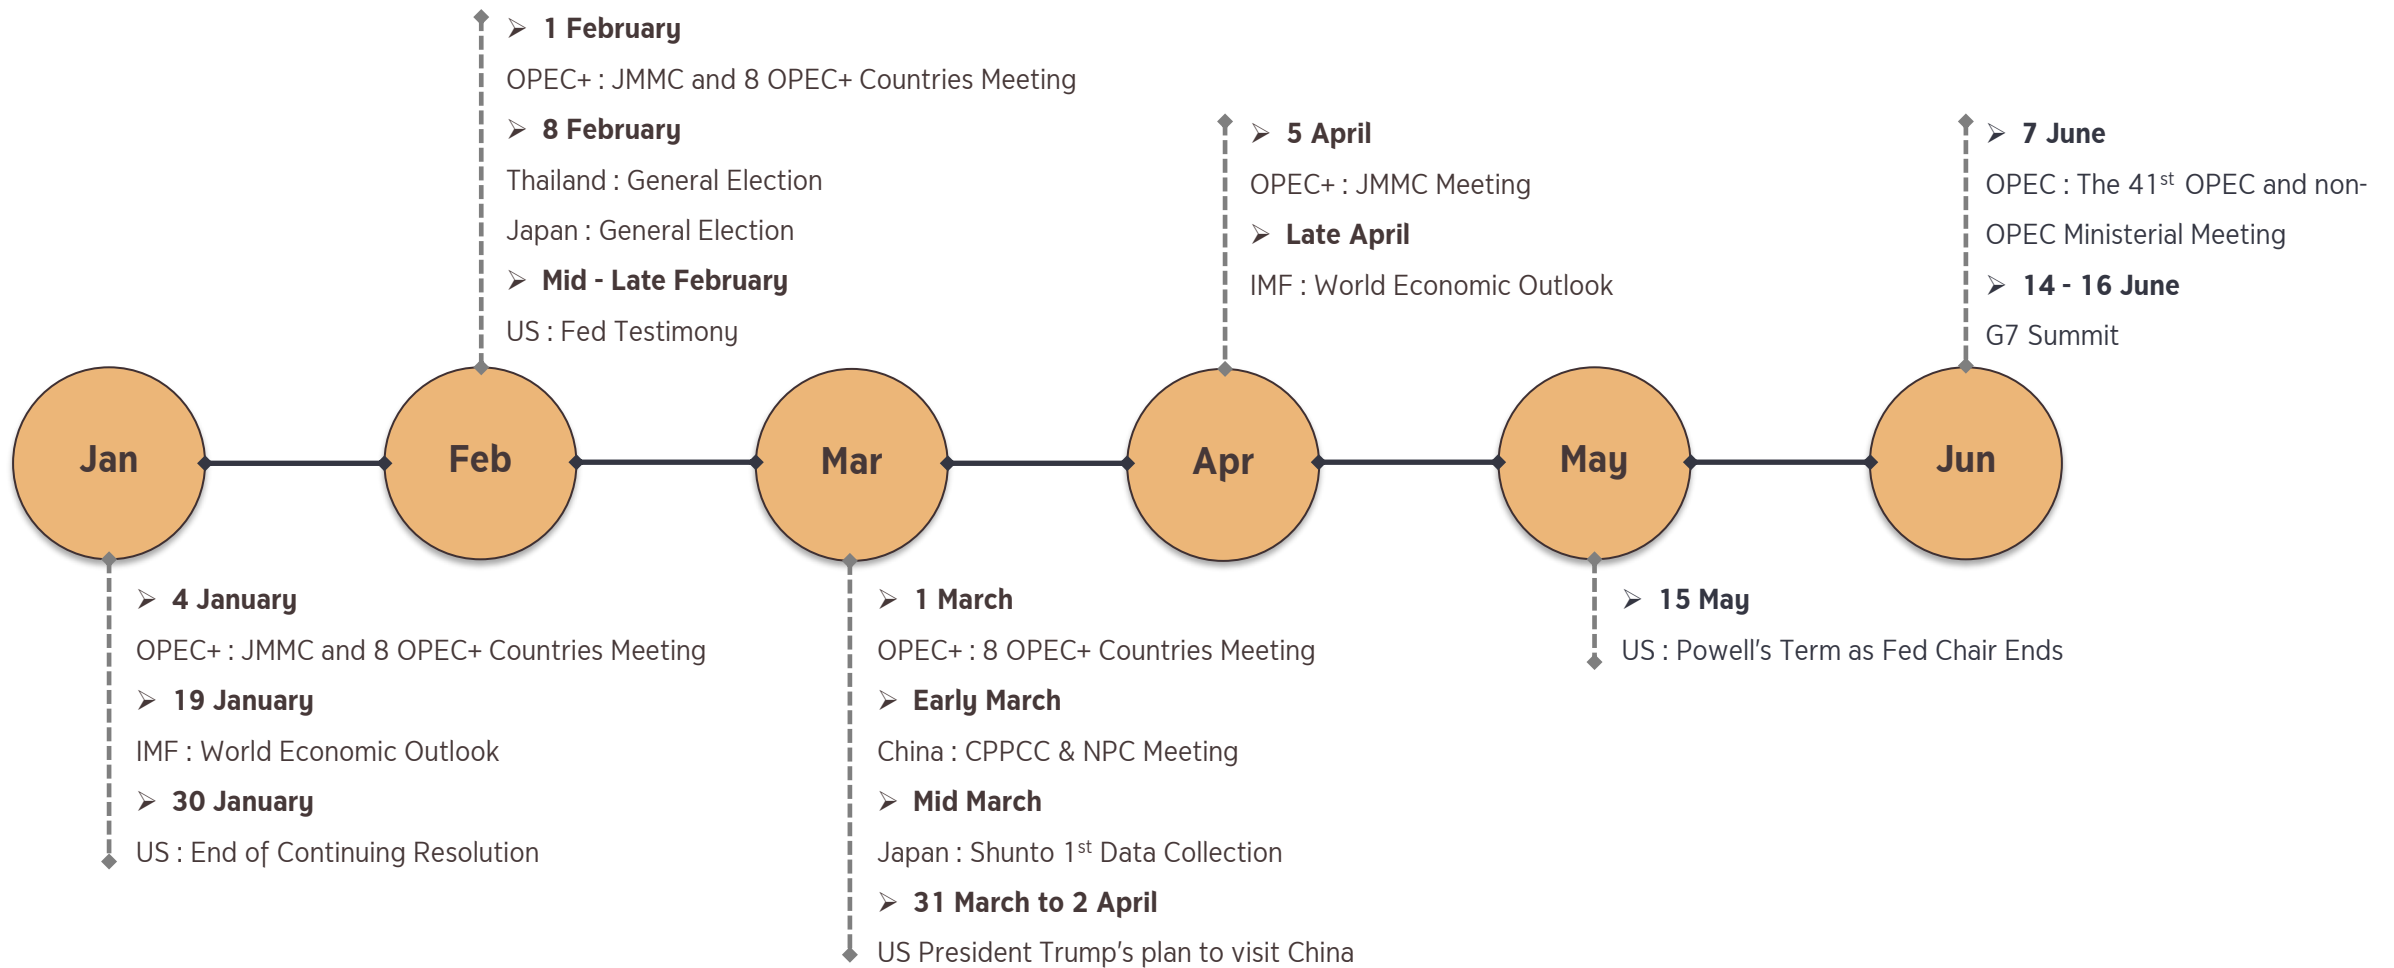 ➢ 1 February
OPEC+ : JMMC and 8 OPEC+ Countries Meeting
➢ 8 February
Thailand : General Election
Japan : General Election
➢ Mid - Late February
US : Fed Testimony
➢ 5 April
OPEC+ : JMMC Meeting
➢ Late April
IMF : World Economic Outlook
➢ 7 June
OPEC : The 41st OPEC and non-
OPEC Ministerial Meeting
➢ 14 - 16 June
G7 Summit
Jan
Feb
Mar
Apr
May
Jun
➢ 4 January
OPEC+ : JMMC and 8 OPEC+ Countries Meeting
➢ 19 January
IMF : World Economic Outlook
➢ 30 January
US : End of Continuing Resolution
➢ 1 March
OPEC+ : 8 OPEC+ Countries Meeting
➢ Early March
China : CPPCC & NPC Meeting
➢ Mid March
Japan : Shunto 1st Data Collection
➢ 31 March to 2 April
US President Trump's plan to visit China
➢ 15 May
US : Powell's Term as Fed Chair Ends